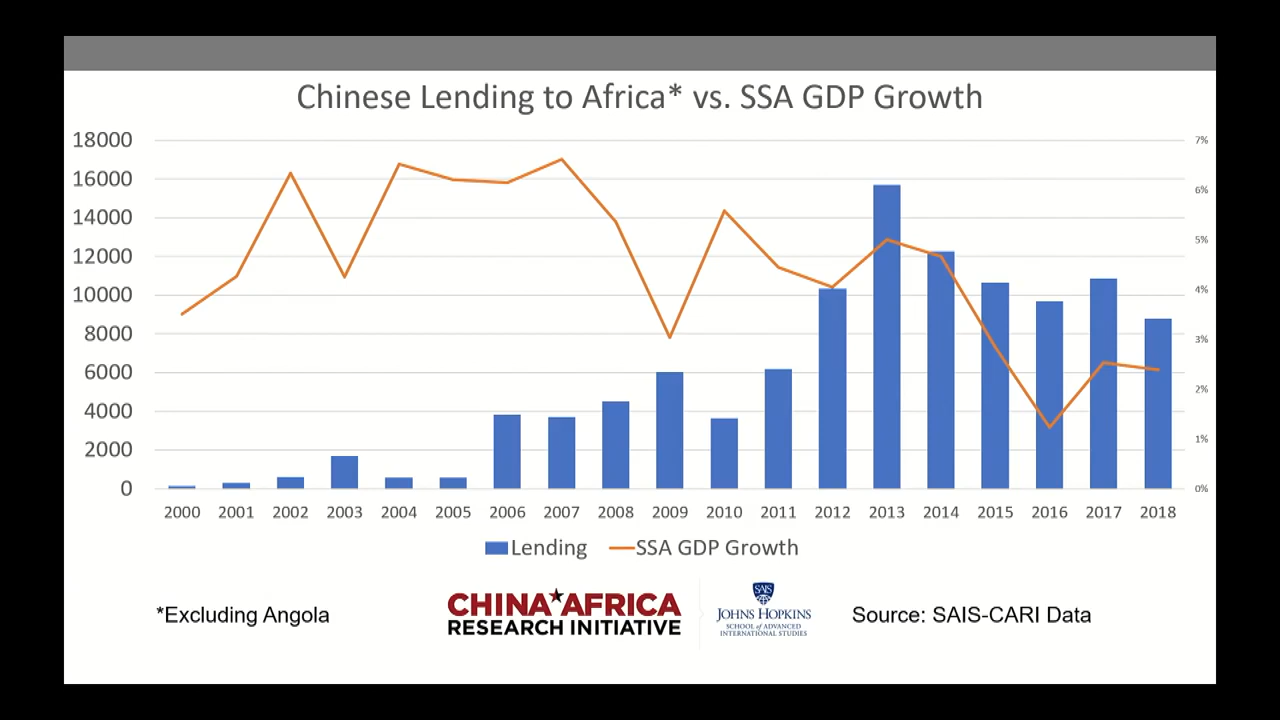 Chinese Lending to Africa* vs. SSA GDP Growth
18000
16000
14000
12000
10000
8000
6000
4000
2000
0
7%
6%
5%
4%
3%
2%
1%
0%
2000 2001 2002 2003 2004 2005 2006 2007 2008 2009 2010 2011 2012 2013 2014 2015 2016 2017 2018
Lending SSA GDP Growth
*Excluding Angola
CHINA AFRICA
RESEARCH INITIATIVE
SAIS
JOHNS HOPKINS
SCHOOL of ADVANCED
INTERNATIONAL STUDIES
Source: SAIS-CARI Data